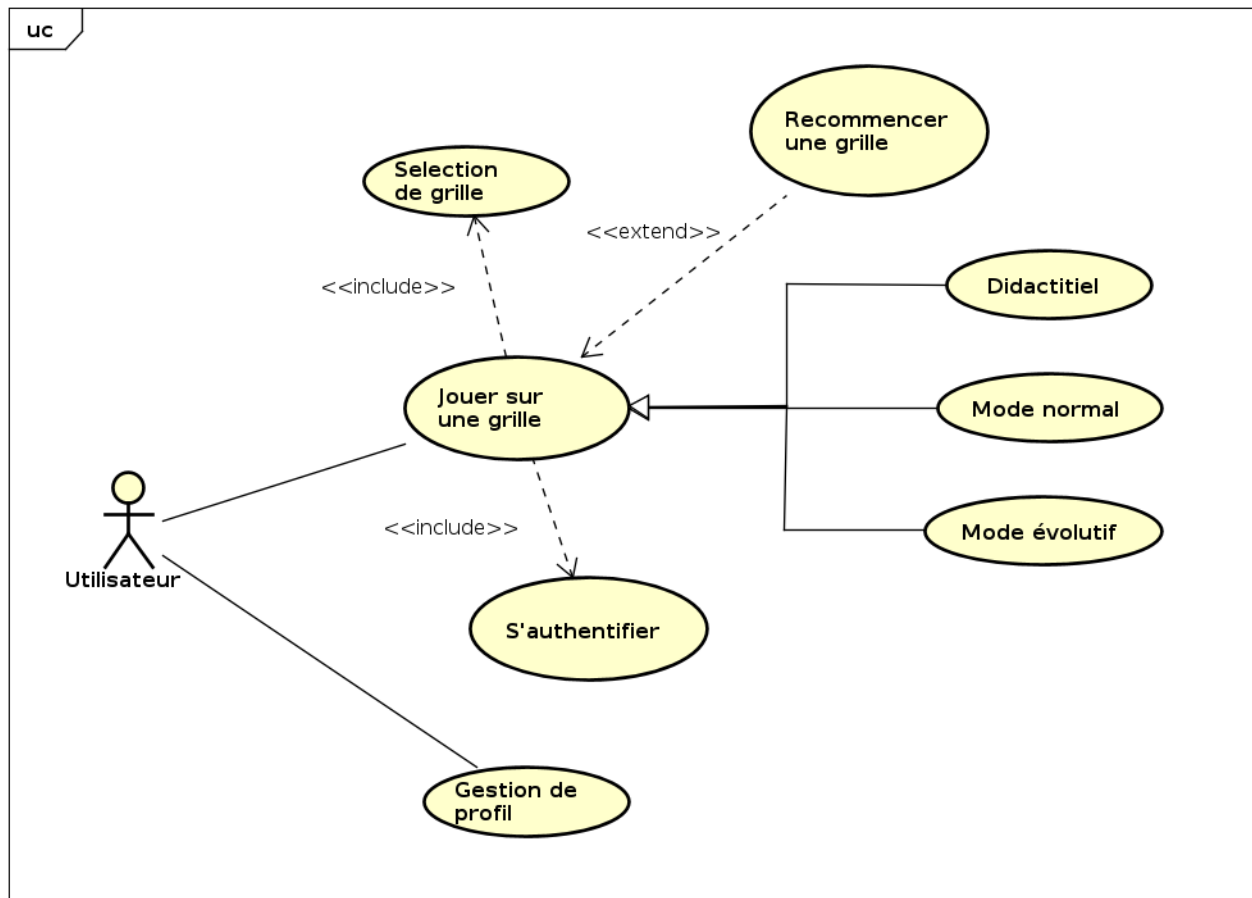 uc
Recommencer
une grille
Selection
de grille
<<extend>>
<<include>>
Didactitiel
Jouer sur
une grille
Mode normal
<<include>>
Mode évolutif
Utilisateur
S'authentifier
Gestion de
profil